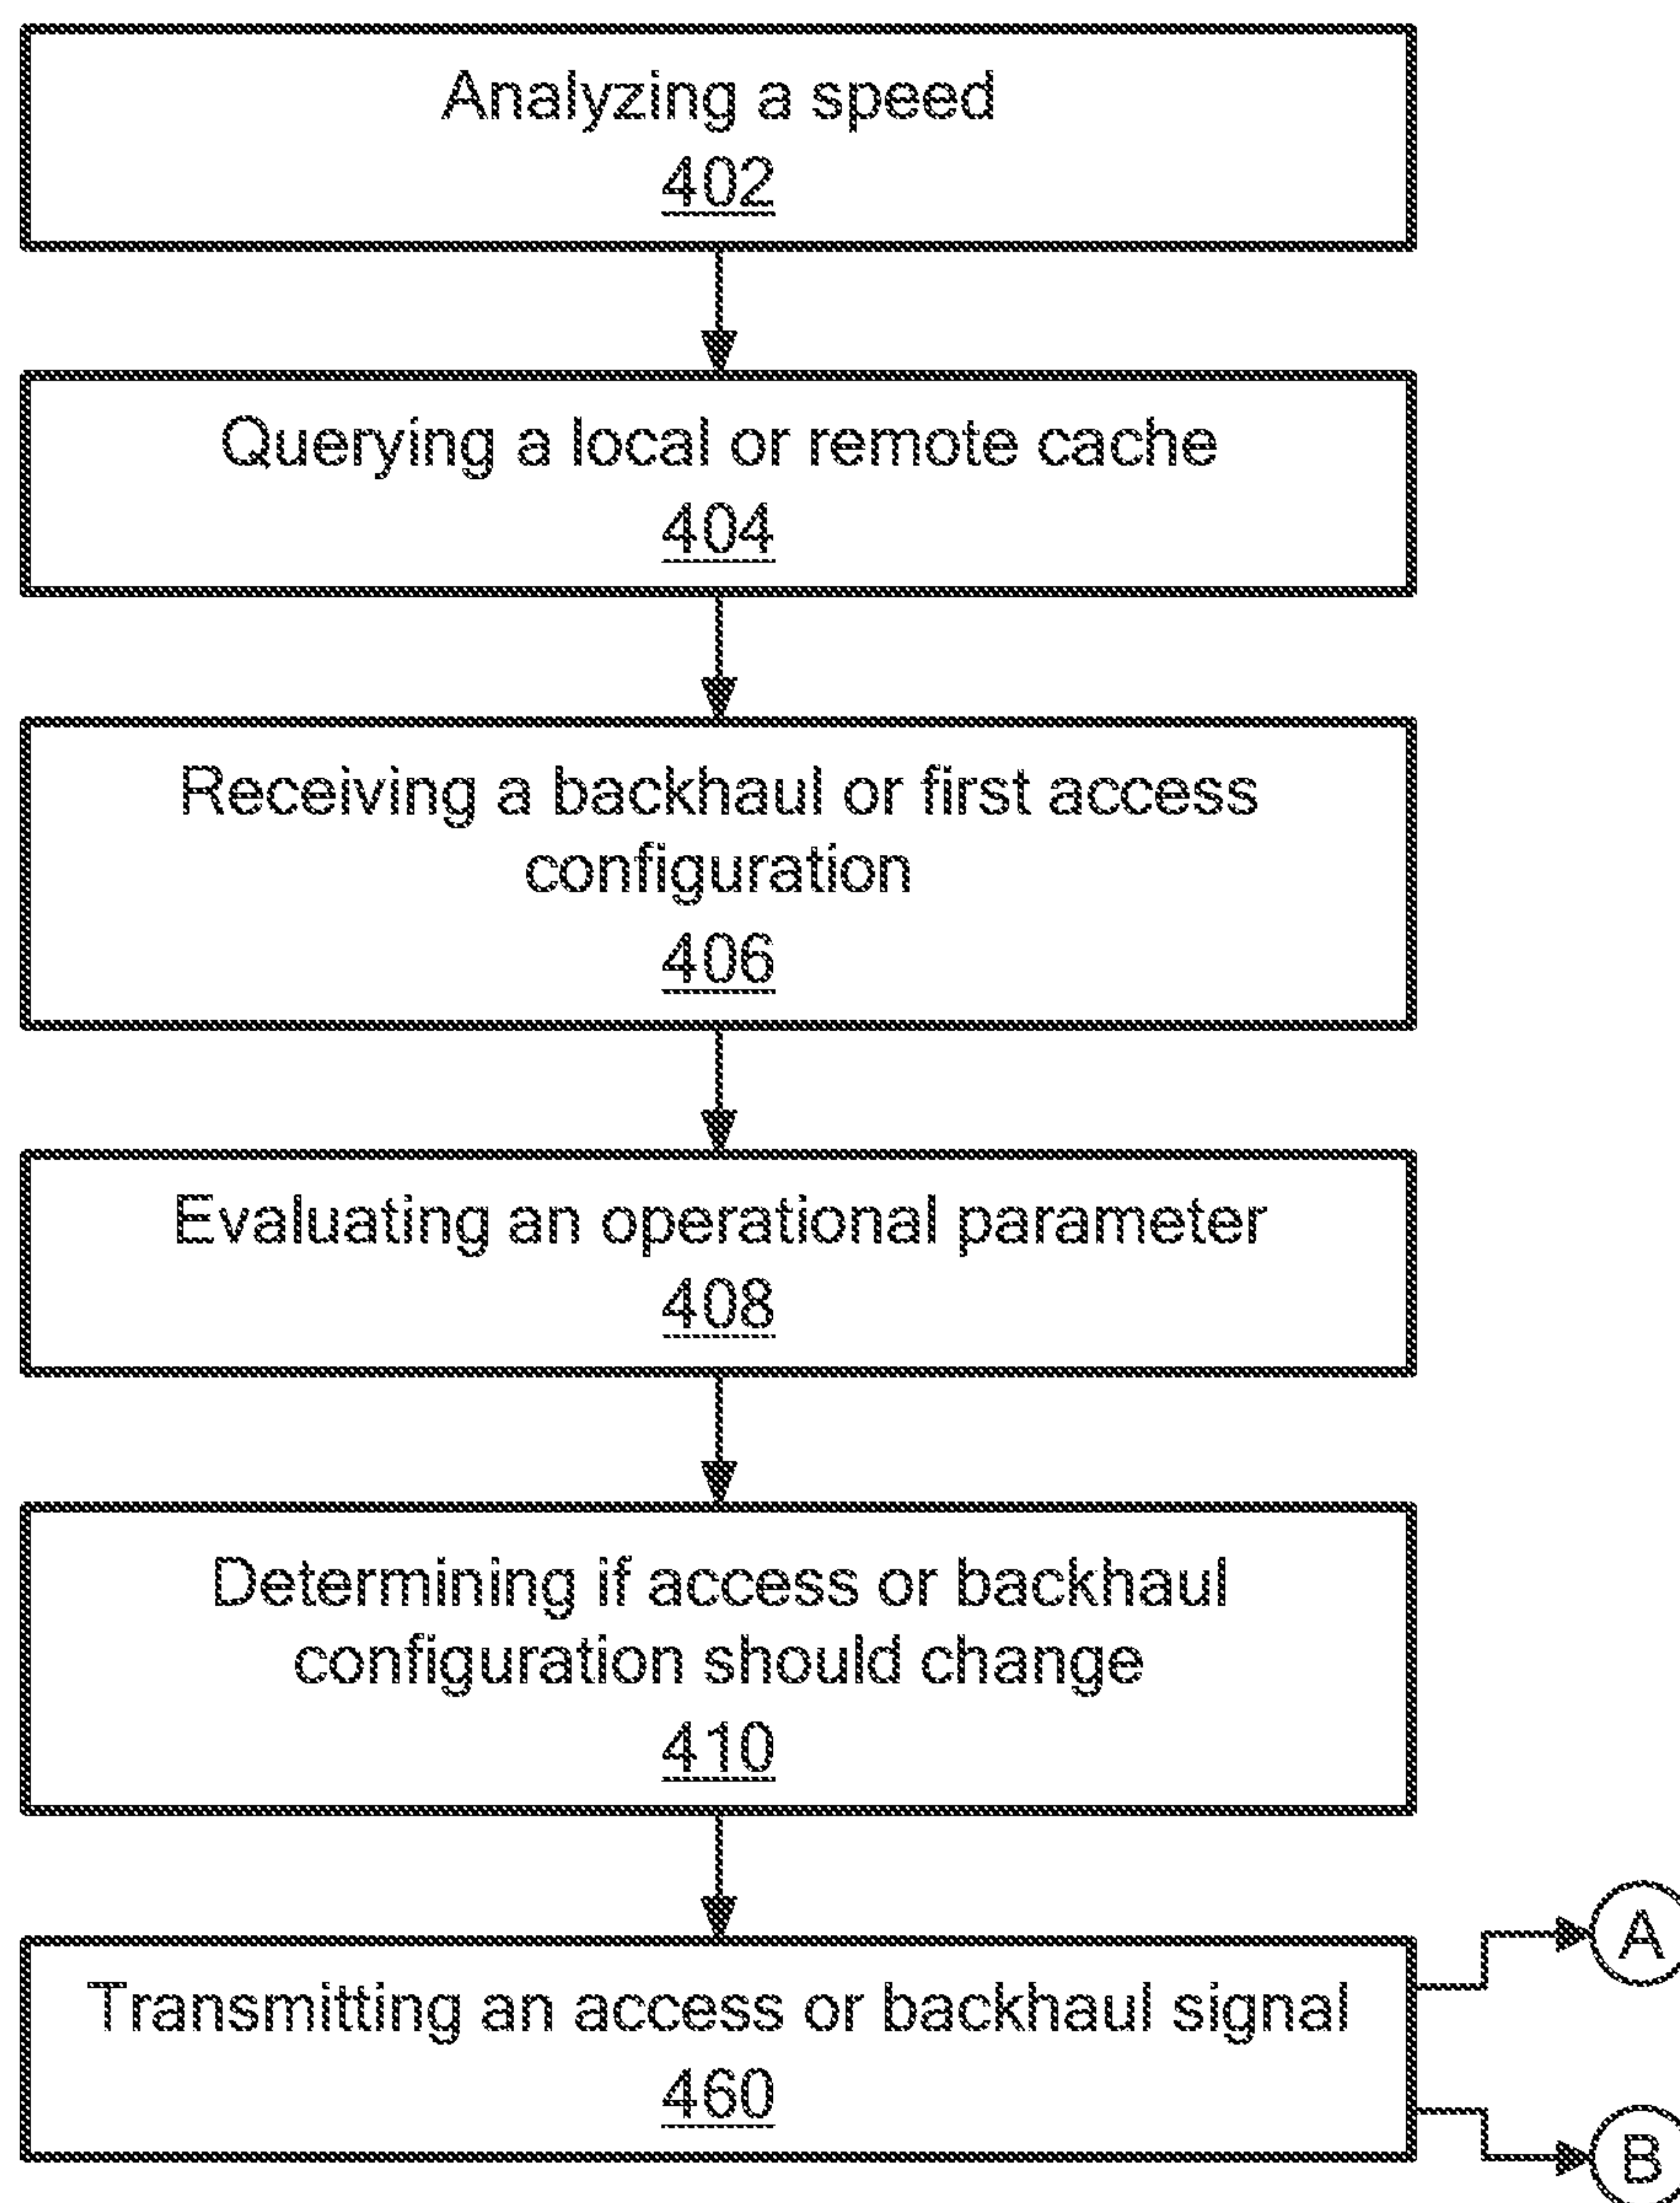 Analyzing a speed
402
Querying a local or remote cache
404
Receiving a backhaul or first access
configuration
406
Evaluating an operational parameter
408
Determining if access or backhaul
configuration should change
410
A
Transmitting an access or backhaul signal
460
B